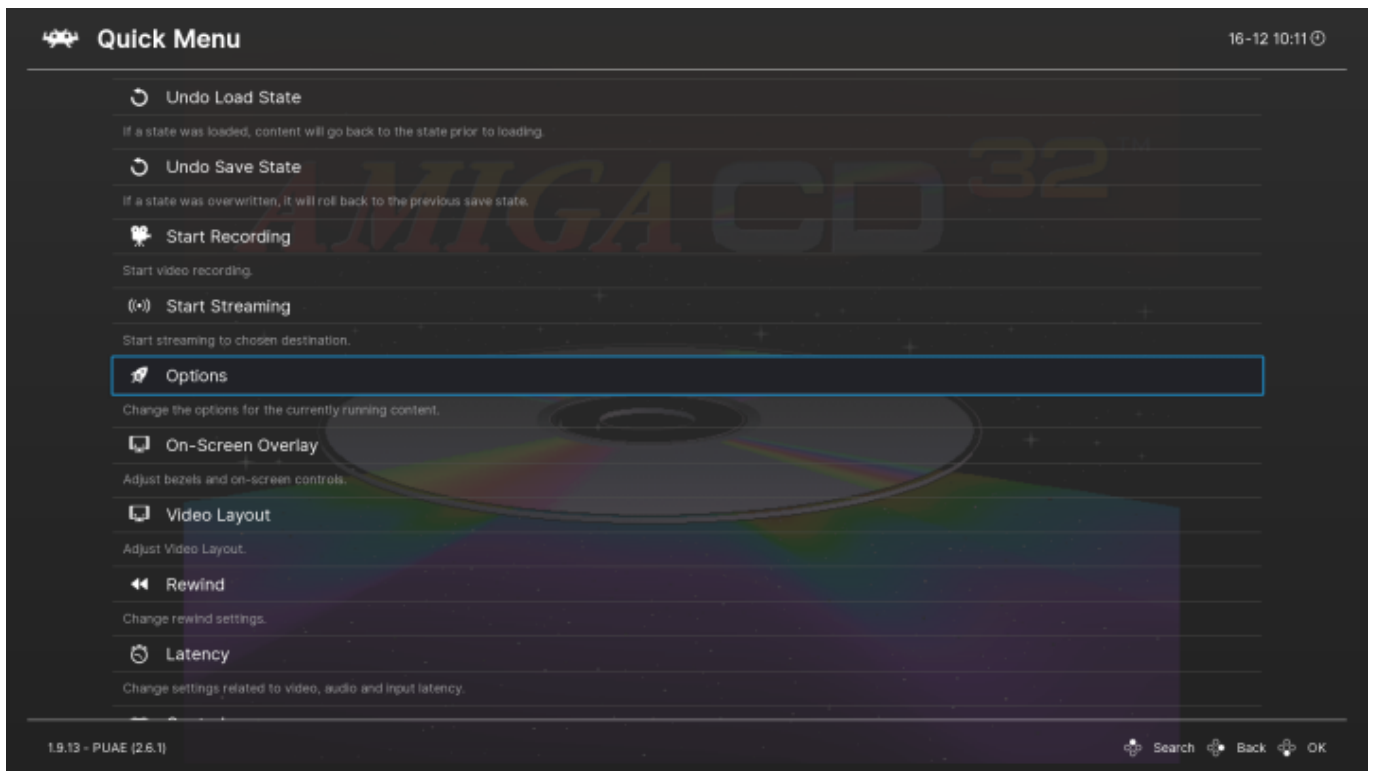 Quick Menu
16-12 10:11
Undo Load State
If a state was loaded, content will go back to the state prior to loading.
Undo Save State
If a state was overwritten, it will roll back to the previous save state.
Start Recording
Start video recording.
Start Streaming
Start streaming to chosen destination.
Options
Change the options for the currently running content.
On-Screen Overlay
Adjust bezels and on-screen controls.
Video Layout
Adjust Video Layout.
Rewind
Change rewind settings.
Latency
Change settings related to video, audio and input latency.
AMIGA CD 32 TM
1.9.13 - PUAE (2.6.1)
Search Back OK